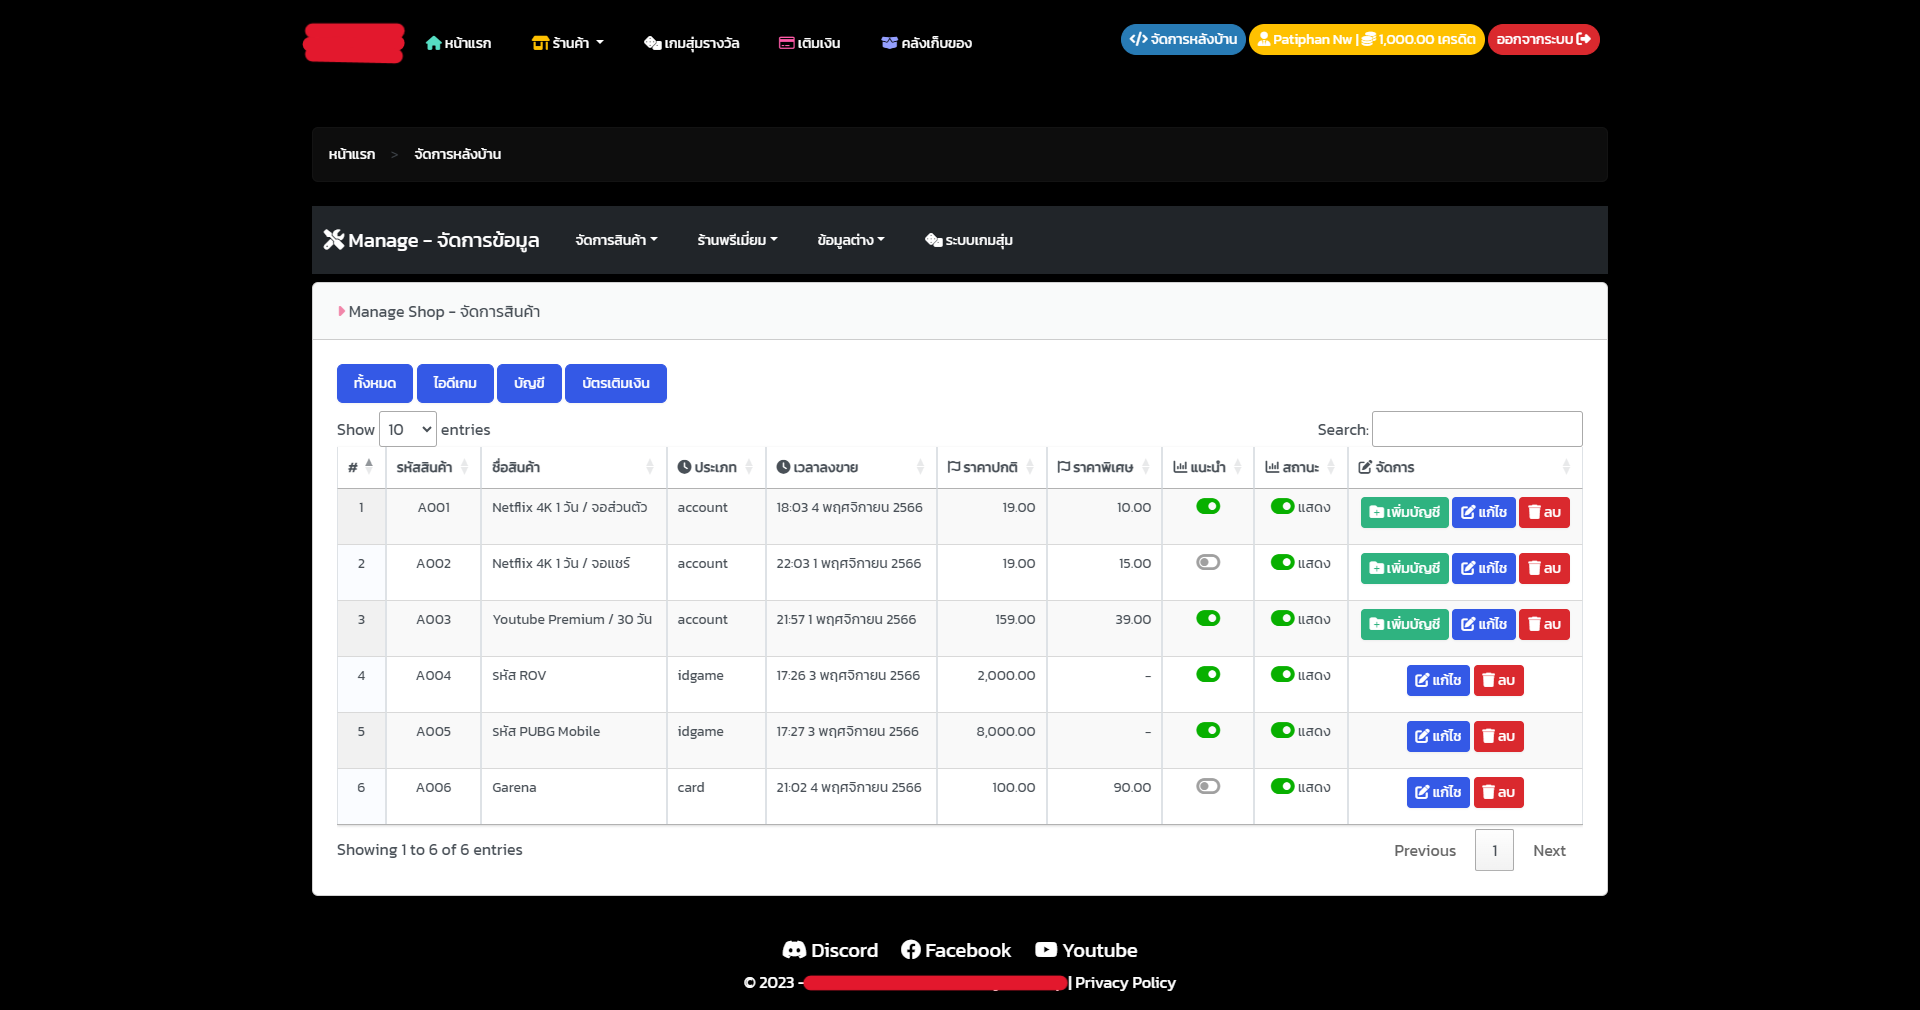 หน้าแรก ร้านค้า เกมสุ่มรางวัล เติมเงิน คลังเก็บของ </> จัดการหลังบ้าน Patiphan Nw | 1,000.00 เครดิต ออกจากระบบ
หน้าแรก > จัดการหลังบ้าน
Manage - จัดการข้อมูล จัดการสินค้า ร้านพรีเมี่ยม ข้อมูลต่าง ระบบเกมสุ่ม
Manage Shop - จัดการสินค้า
ทั้งหมด ไอดีเกม บัญขี บัตรเติมเงิน
Show 10 entries Search:
# รหัสสินค้า ชื่อสินค้า ประเภท เวลาลงขาย ราคาปกติ ราคาพิเศษ แนะนำ สถานะ จัดการ
1 A001 Netflix 4K 1 วัน / จอส่วนตัว account 18:03 4 พฤศจิกายน 2566 19.00 10.00 แสดง เพิ่มบัญชี แก้ไข ลบ
2 A002 Netflix 4K 1 วัน / จอแชร์ account 22:03 1 พฤศจิกายน 2566 19.00 15.00 แสดง เพิ่มบัญชี แก้ไข ลบ
3 A003 Youtube Premium / 30 วัน account 21:57 1 พฤศจิกายน 2566 159.00 39.00 แสดง เพิ่มบัญชี แก้ไข ลบ
4 A004 รหัส ROV idgame 17:26 3 พฤศจิกายน 2566 2,000.00 - แสดง แก้ไข ลบ
5 A005 รหัส PUBG Mobile idgame 17:27 3 พฤศจิกายน 2566 8,000.00 - แสดง แก้ไข ลบ
6 A006 Garena card 21:02 4 พฤศจิกายน 2566 100.00 90.00 แสดง แก้ไข ลบ
Showing 1 to 6 of 6 entries Previous 1 Next
Discord Facebook Youtube
© 2023 - | Privacy Policy